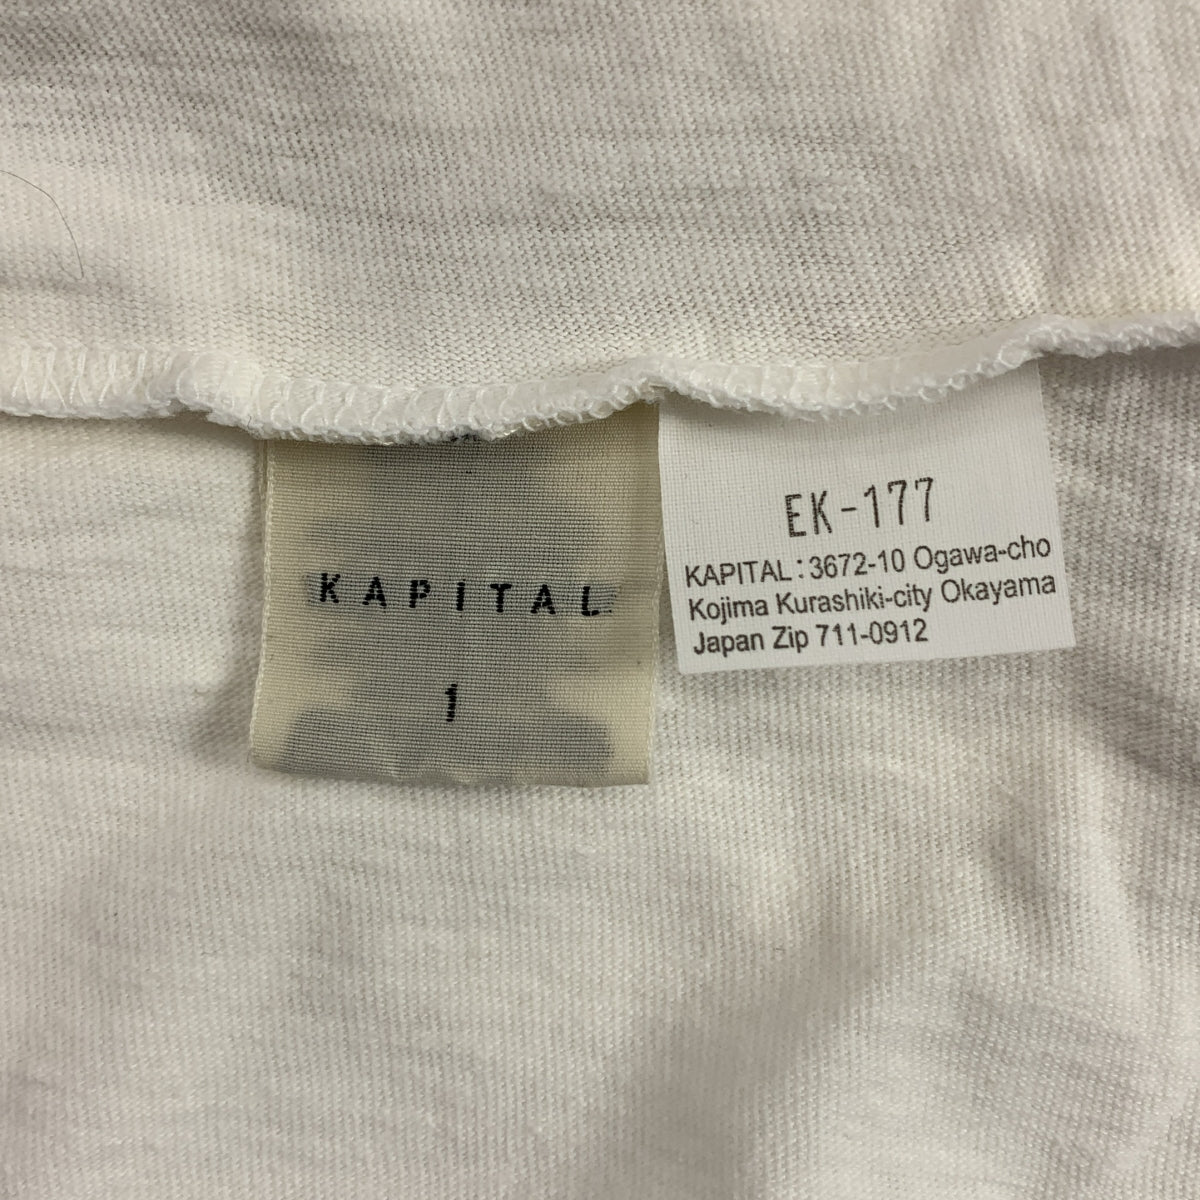 KAPITAL
1
EK-177
KAPITAL:3672-10 Ogawa-cho
Kojima Kurashiki-city Okayama
Japan Zip 711-0912